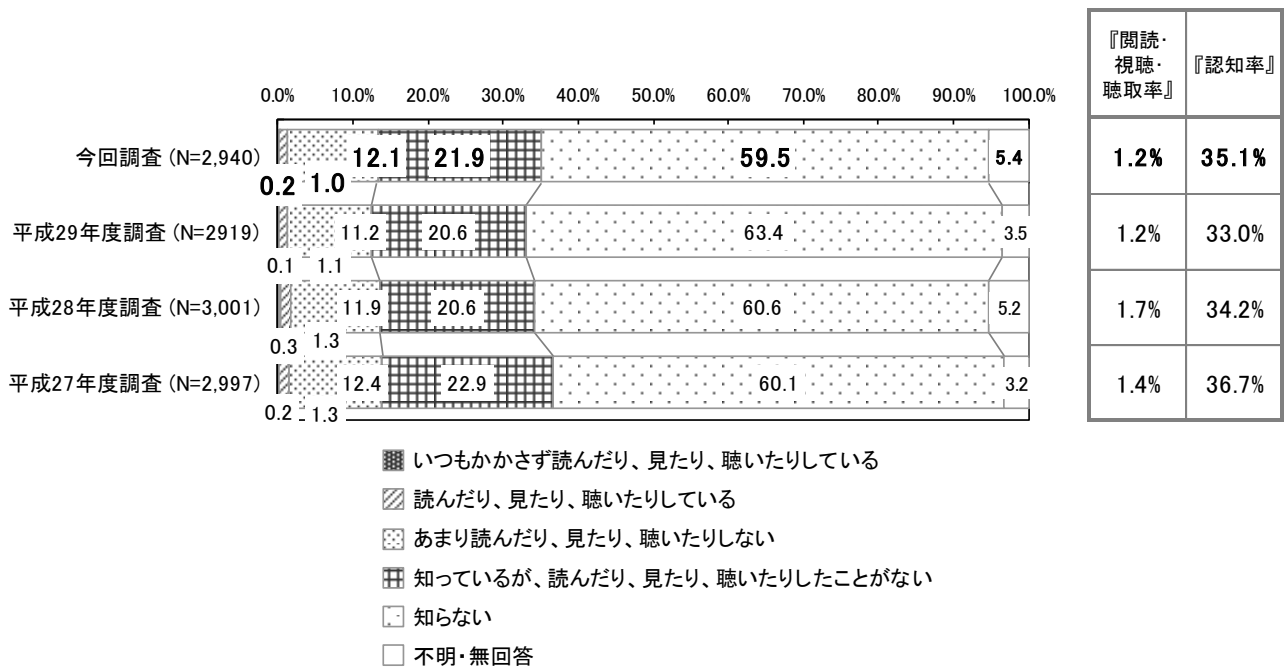 『閲読・
視聴・
聴取率』
『認知率』
0.0% 10.0% 20.0% 30.0% 40.0% 50.0% 60.0% 70.0% 80.0% 90.0% 100.0%
今回調査 (N=2,940)
12.1 21.9 59.5 5.4
1.2% 35.1%
0.2 1.0
平成29年度調査 (N=2919)
11.2 20.6 63.4 3.5
1.2% 33.0%
0.1 1.1
平成28年度調査 (N=3,001)
11.9 20.6 60.6 5.2
1.7% 34.2%
0.3 1.3
平成27年度調査 (N=2,997)
12.4 22.9 60.1 3.2
1.4% 36.7%
0.2 1.3
いつもかかさず読んだり、見たり、聴いたりしている
読んだり、見たり、聴いたりしている
あまり読んだり、見たり、聴いたりしない
知っているが、読んだり、見たり、聴いたりしたことがない
知らない
不明・無回答